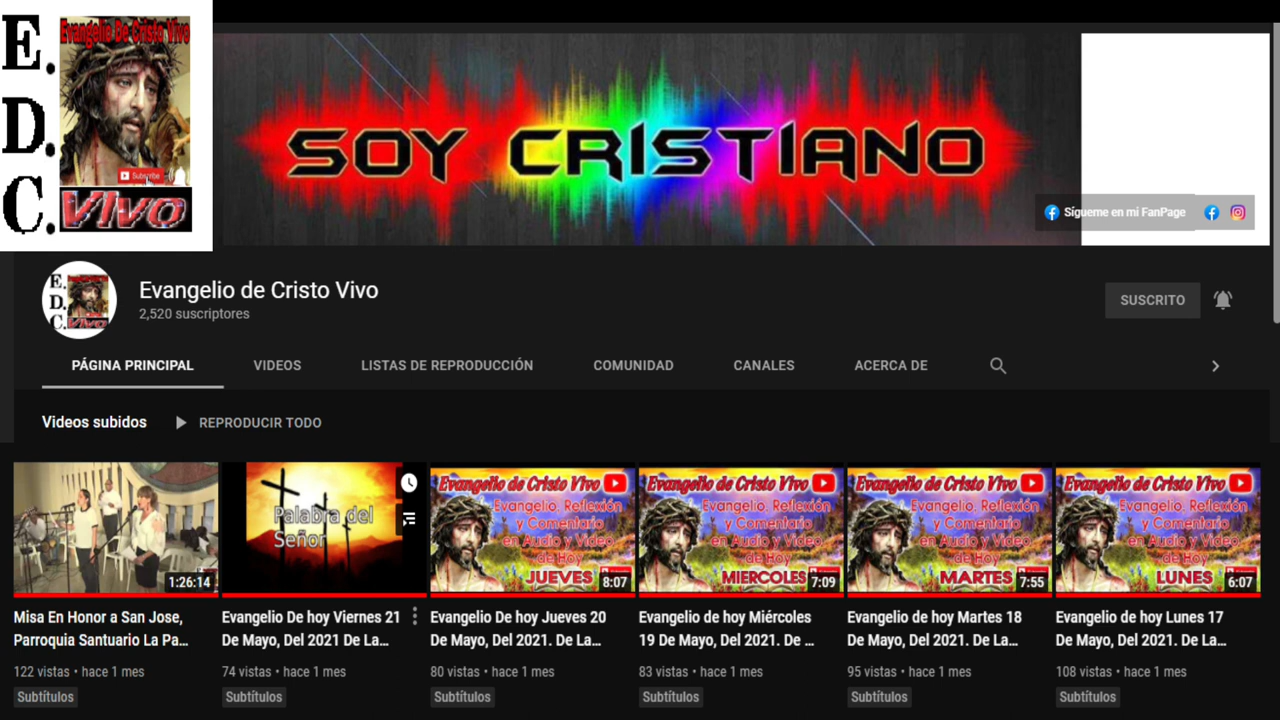 E.
D.
C.
Evangelio De Cristo Vivo
Subscribe
Vivo
SOY CRISTIANO
Sígueme en mi FanPage
E.
D.
C.
Vivo
Evangelio de Cristo Vivo
2,520 suscriptores
SUSCRITO
PÁGINA PRINCIPAL VIDEOS LISTAS DE REPRODUCCIÓN COMUNIDAD CANALES ACERCA DE
Videos subidos REPRODUCIR TODO
1:26:14
Misa En Honor a San Jose,
Parroquia Santuario La Pa...
122 vistas • hace 1 mes
Subtítulos
Palabra del
Señor
Evangelio De hoy Viernes 21
De Mayo, Del 2021 De La...
74 vistas • hace 1 mes
Subtítulos
Evangelio de Cristo Vivo
Evangelio, Reflexión
y Comentario
en Audio y Video
de Hoy
JUEVES 8:07
Evangelio De hoy Jueves 20
De Mayo, Del 2021. De La...
80 vistas • hace 1 mes
Subtítulos
Evangelio de Cristo Vivo
Evangelio, Reflexión
y Comentario
en Audio y Video
de Hoy
MIERCOLES 7:09
Evangelio de hoy Miércoles
19 De Mayo, Del 2021. De ...
83 vistas • hace 1 mes
Subtítulos
Evangelio de Cristo Vivo
Evangelio, Reflexión
y Comentario
en Audio y Video
de Hoy
MARTES 7:55
Evangelio de hoy Martes 18
De Mayo, Del 2021. De La...
95 vistas • hace 1 mes
Subtítulos
Evangelio de Cristo Vivo
Evangelio, Reflexión
y Comentario
en Audio y Video
de Hoy
LUNES 6:07
Evangelio de hoy Lunes 17
De Mayo, Del 2021. De La...
108 vistas • hace 1 mes
Subtítulos